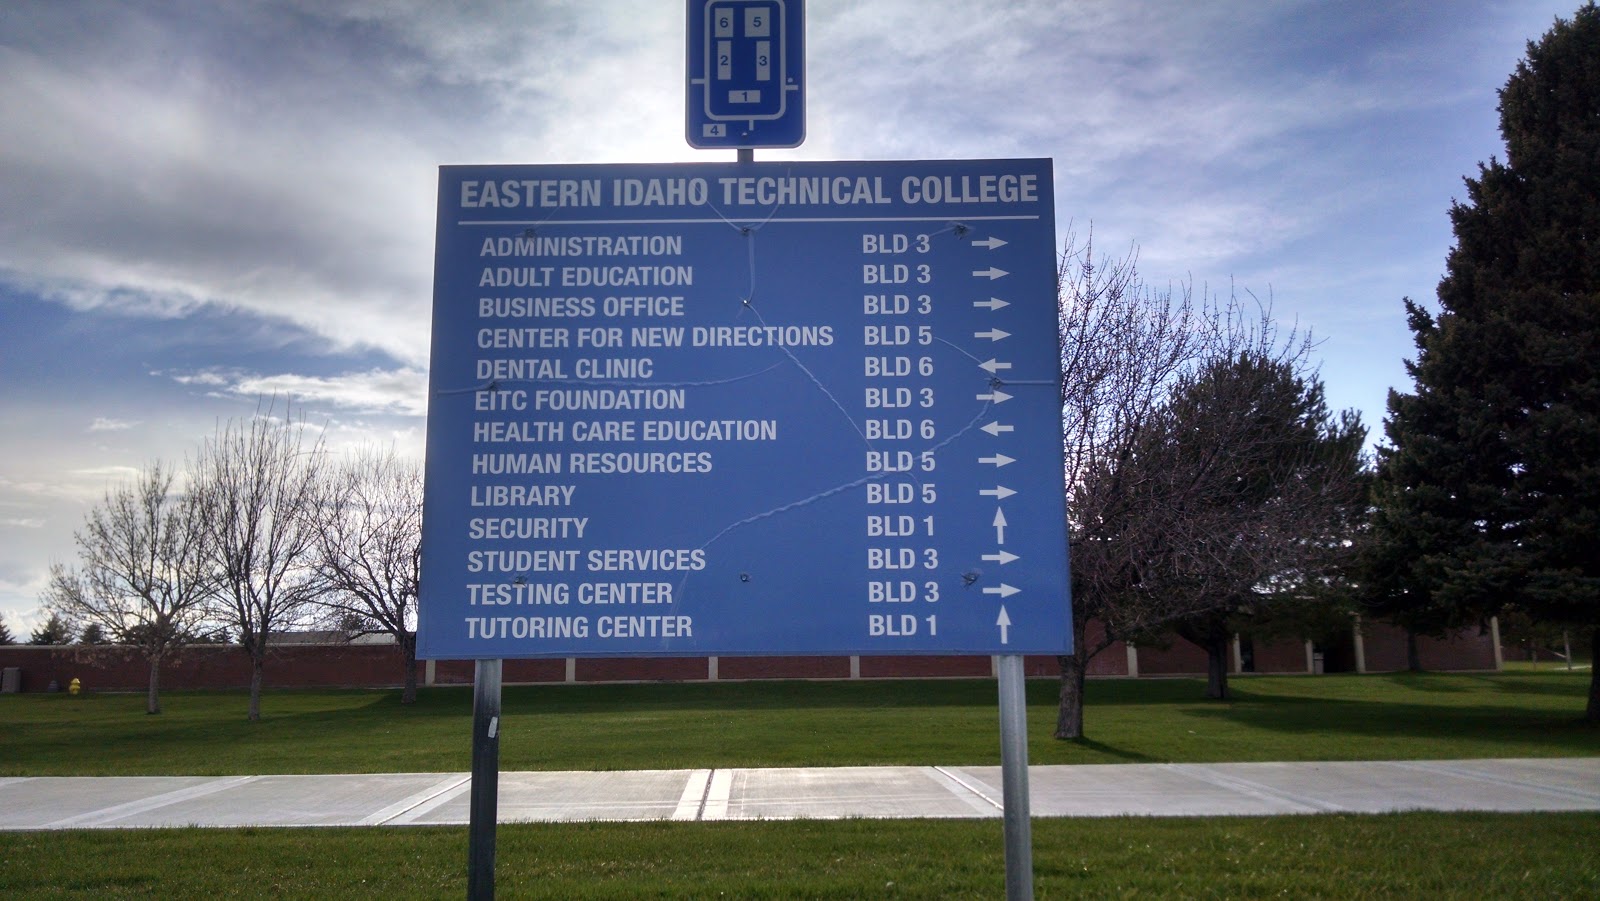 6 5
2 3
1
4
EASTERN IDAHO TECHNICAL COLLEGE
ADMINISTRATION BLD 3 →
ADULT EDUCATION BLD 3 →
BUSINESS OFFICE BLD 3 →
CENTER FOR NEW DIRECTIONS BLD 5 →
DENTAL CLINIC BLD 6 ←
EITC FOUNDATION BLD 3 →
HEALTH CARE EDUCATION BLD 6 ←
HUMAN RESOURCES BLD 5 →
LIBRARY BLD 5 →
SECURITY BLD 1 ↑
STUDENT SERVICES BLD 3 →
TESTING CENTER BLD 3 →
TUTORING CENTER BLD 1 ↑